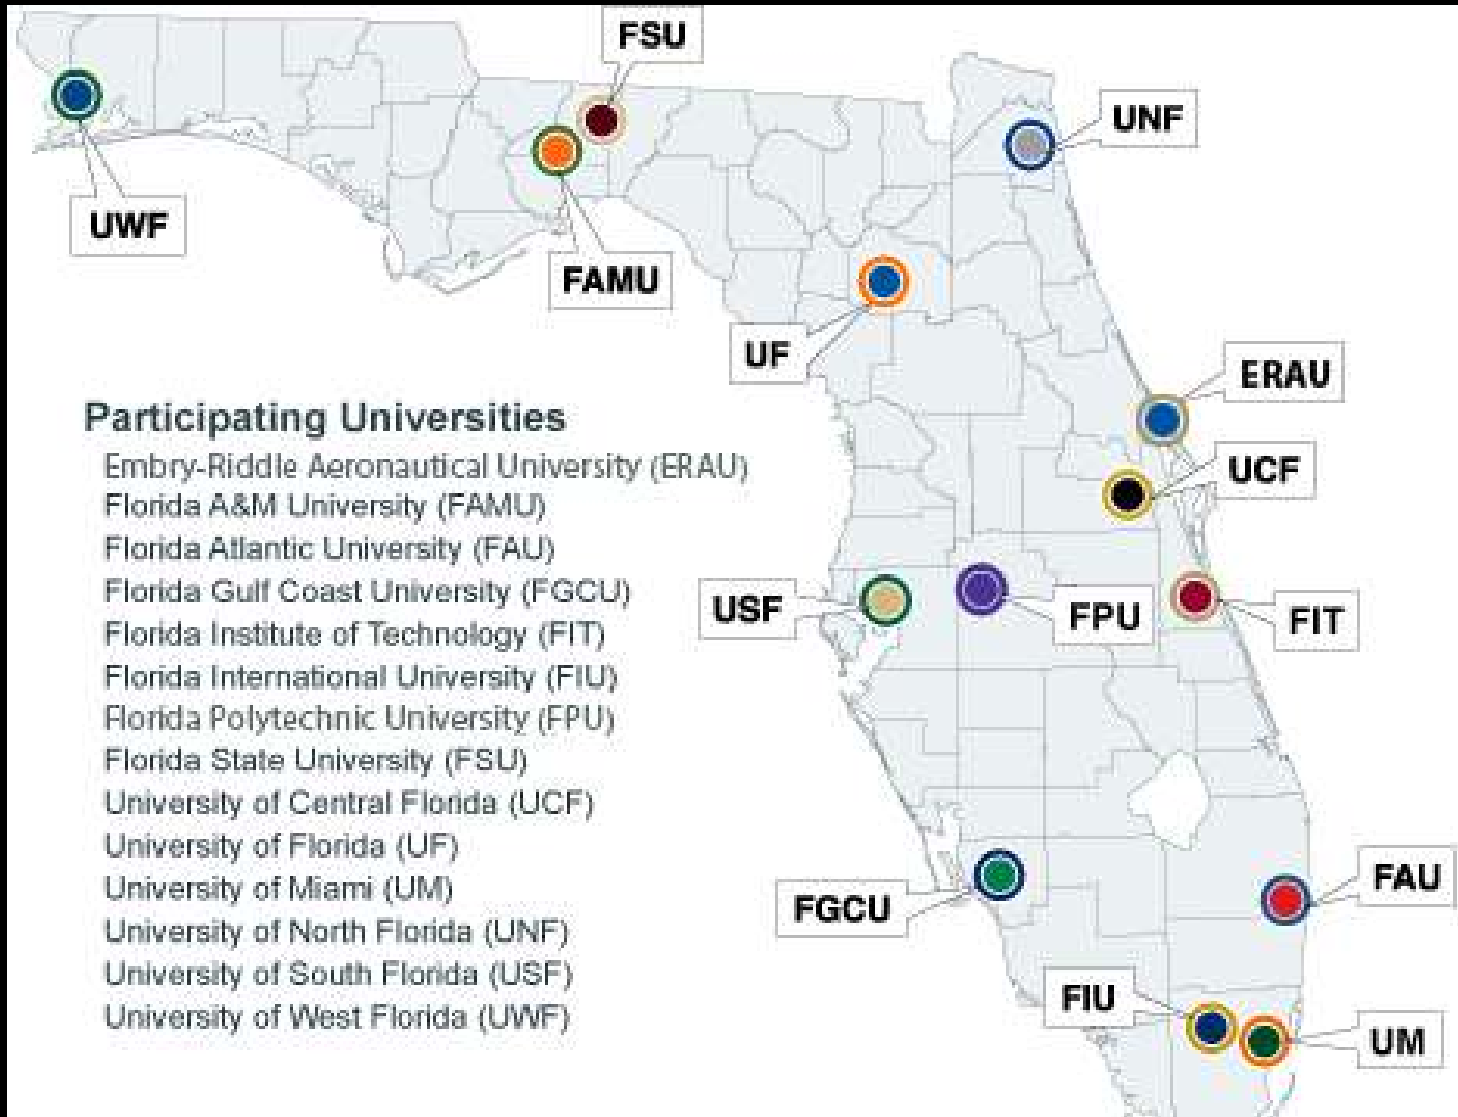 FSU
UNF
UWF
FAMU
UF
ERAU
UCF
USF
FPU
FIT
FGCU
FAU
FIU
UM
Participating Universities
Embry-Riddle Aeronautical University (ERAU)
Florida A&M University (FAMU)
Florida Atlantic University (FAU)
Florida Gulf Coast University (FGCU)
Florida Institute of Technology (FIT)
Florida International University (FIU)
Florida Polytechnic University (FPU)
Florida State University (FSU)
University of Central Florida (UCF)
University of Florida (UF)
University of Miami (UM)
University of North Florida (UNF)
University of South Florida (USF)
University of West Florida (UWF)